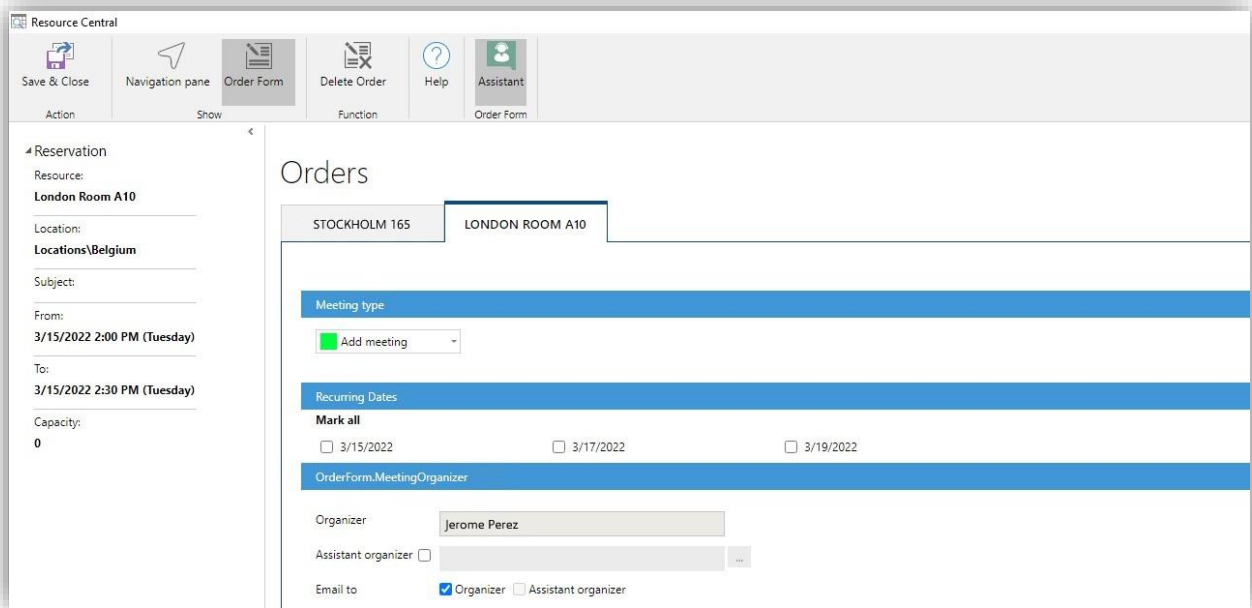 Resource Central
Save & Close
Navigation pane
Order Form
Delete Order
Help
Assistant
Action
Show
Function
Order Form
Reservation
Resource:
London Room A10
Location:
Locations\Belgium
Subject:
From:
3/15/2022 2:00 PM (Tuesday)
To:
3/15/2022 2:30 PM (Tuesday)
Capacity:
0
Orders
STOCKHOLM 165
LONDON ROOM A10
Meeting type
Add meeting
Recurring Dates
Mark all
3/15/2022 3/17/2022 3/19/2022
OrderForm.MeetingOrganizer
Organizer Jerome Perez
Assistant organizer ...
Email to Organizer Assistant organizer